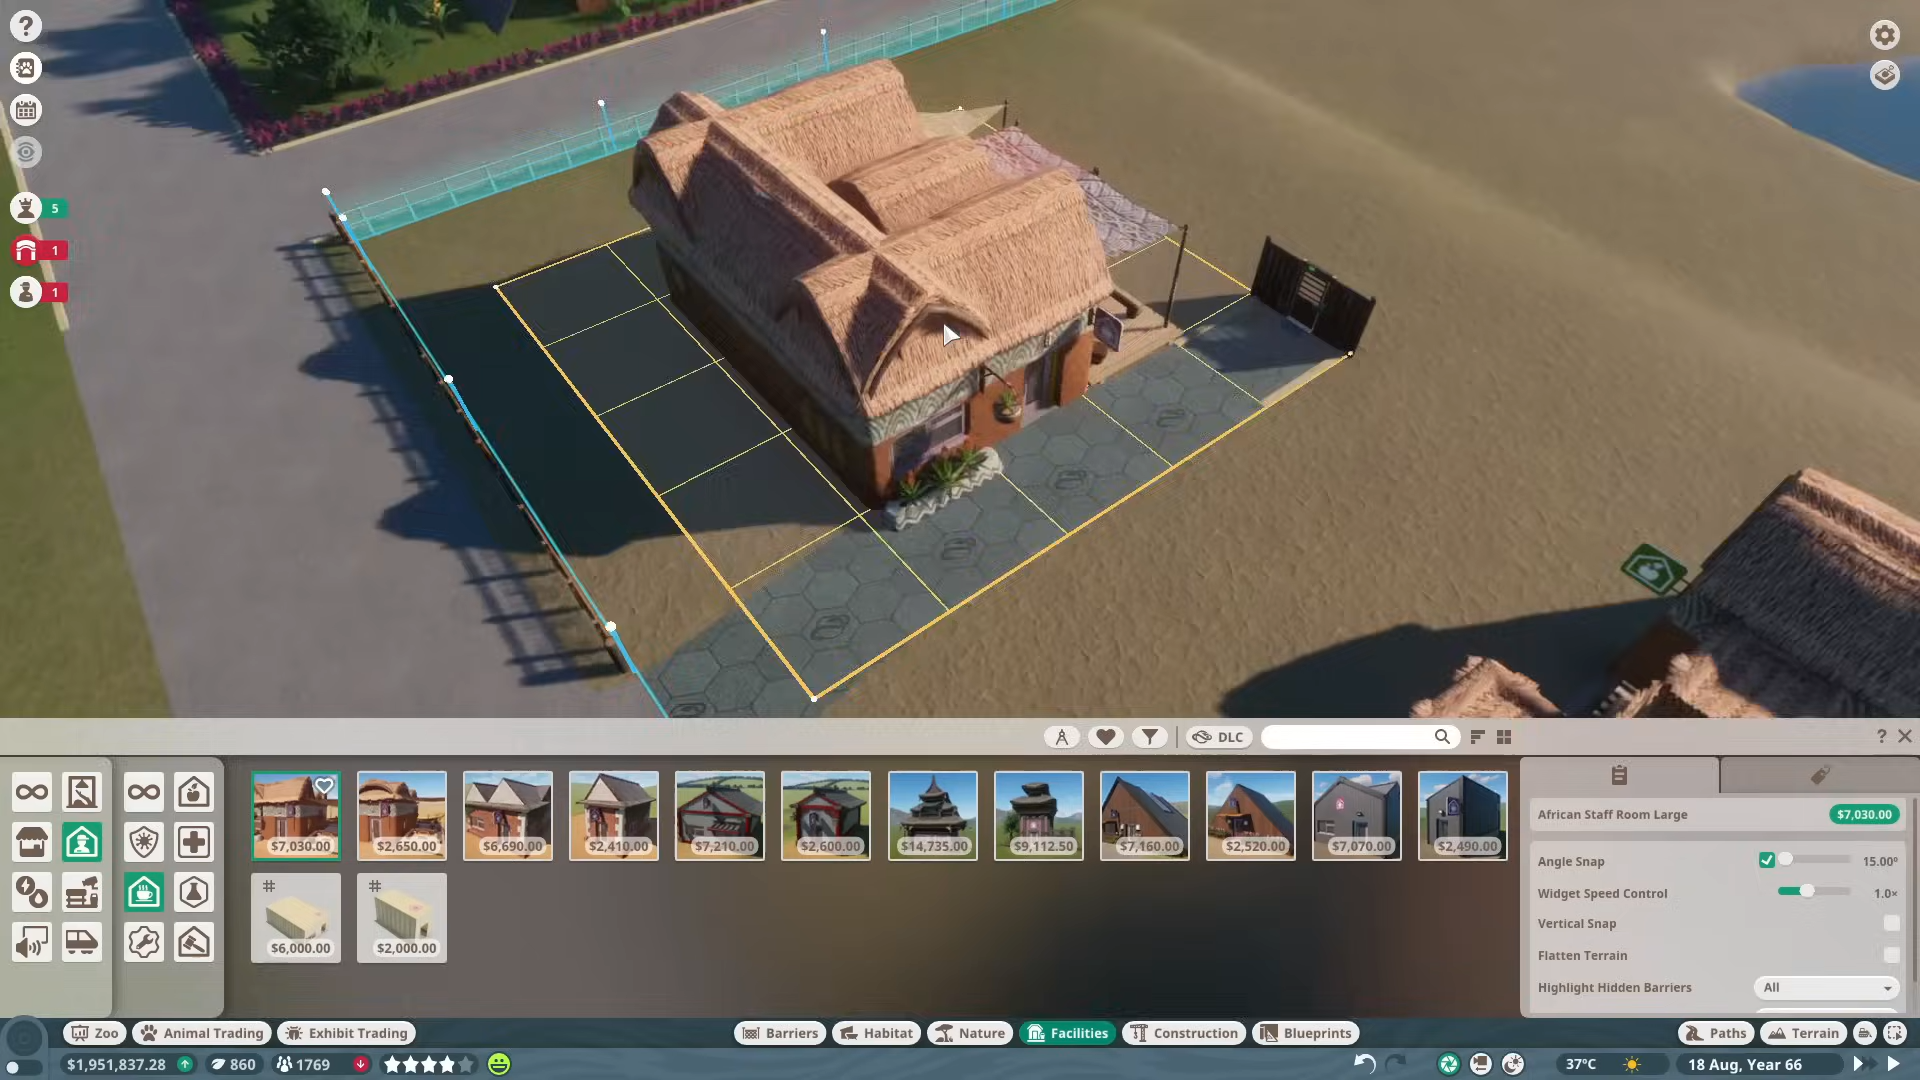 ?
5
1
1
DLC
?
$7,030.00
$2,650.00
$6,690.00
$2,410.00
$7,210.00
$2,600.00
$14,735.00
$9,112.50
$7,160.00
$2,520.00
$7,070.00
$2,490.00
#
#
$6,000.00
$2,000.00
African Staff Room Large
$7,030.00
Angle Snap
15.00°
Widget Speed Control
1.0×
Vertical Snap
Flatten Terrain
Highlight Hidden Barriers
All
Zoo
Animal Trading
Exhibit Trading
Barriers
Habitat
Nature
Facilities
Construction
Blueprints
Paths
Terrain
$1,951,837.28
860
1769
37°C
18 Aug, Year 66